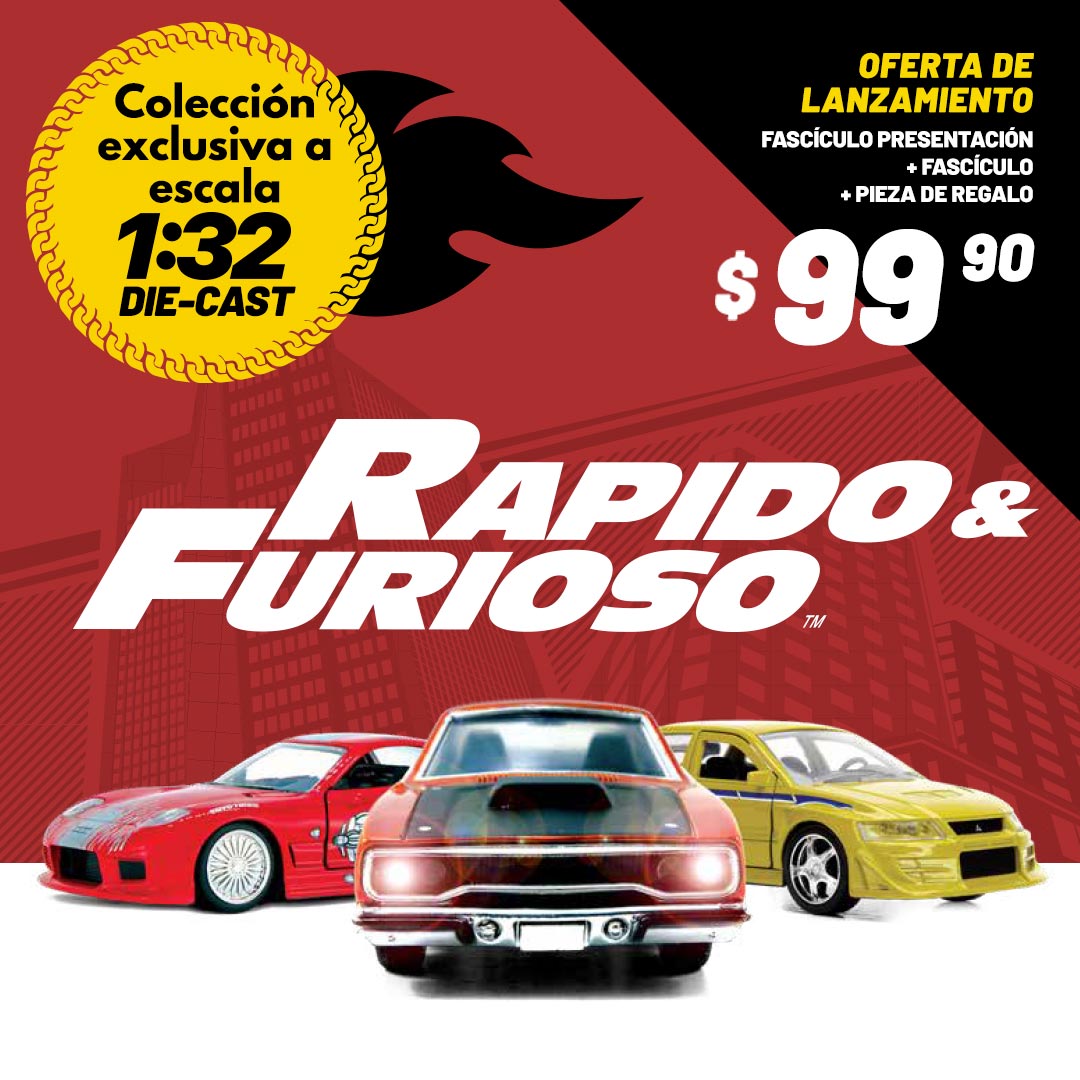 Colección
exclusiva a
escala
1:32
DIE-CAST
OFERTA DE
LANZAMIENTO
FASCÍCULO PRESENTACIÓN
+ FASCÍCULO
+ PIEZA DE REGALO
$ 99 90
RAPIDO &
FURIOSO TM